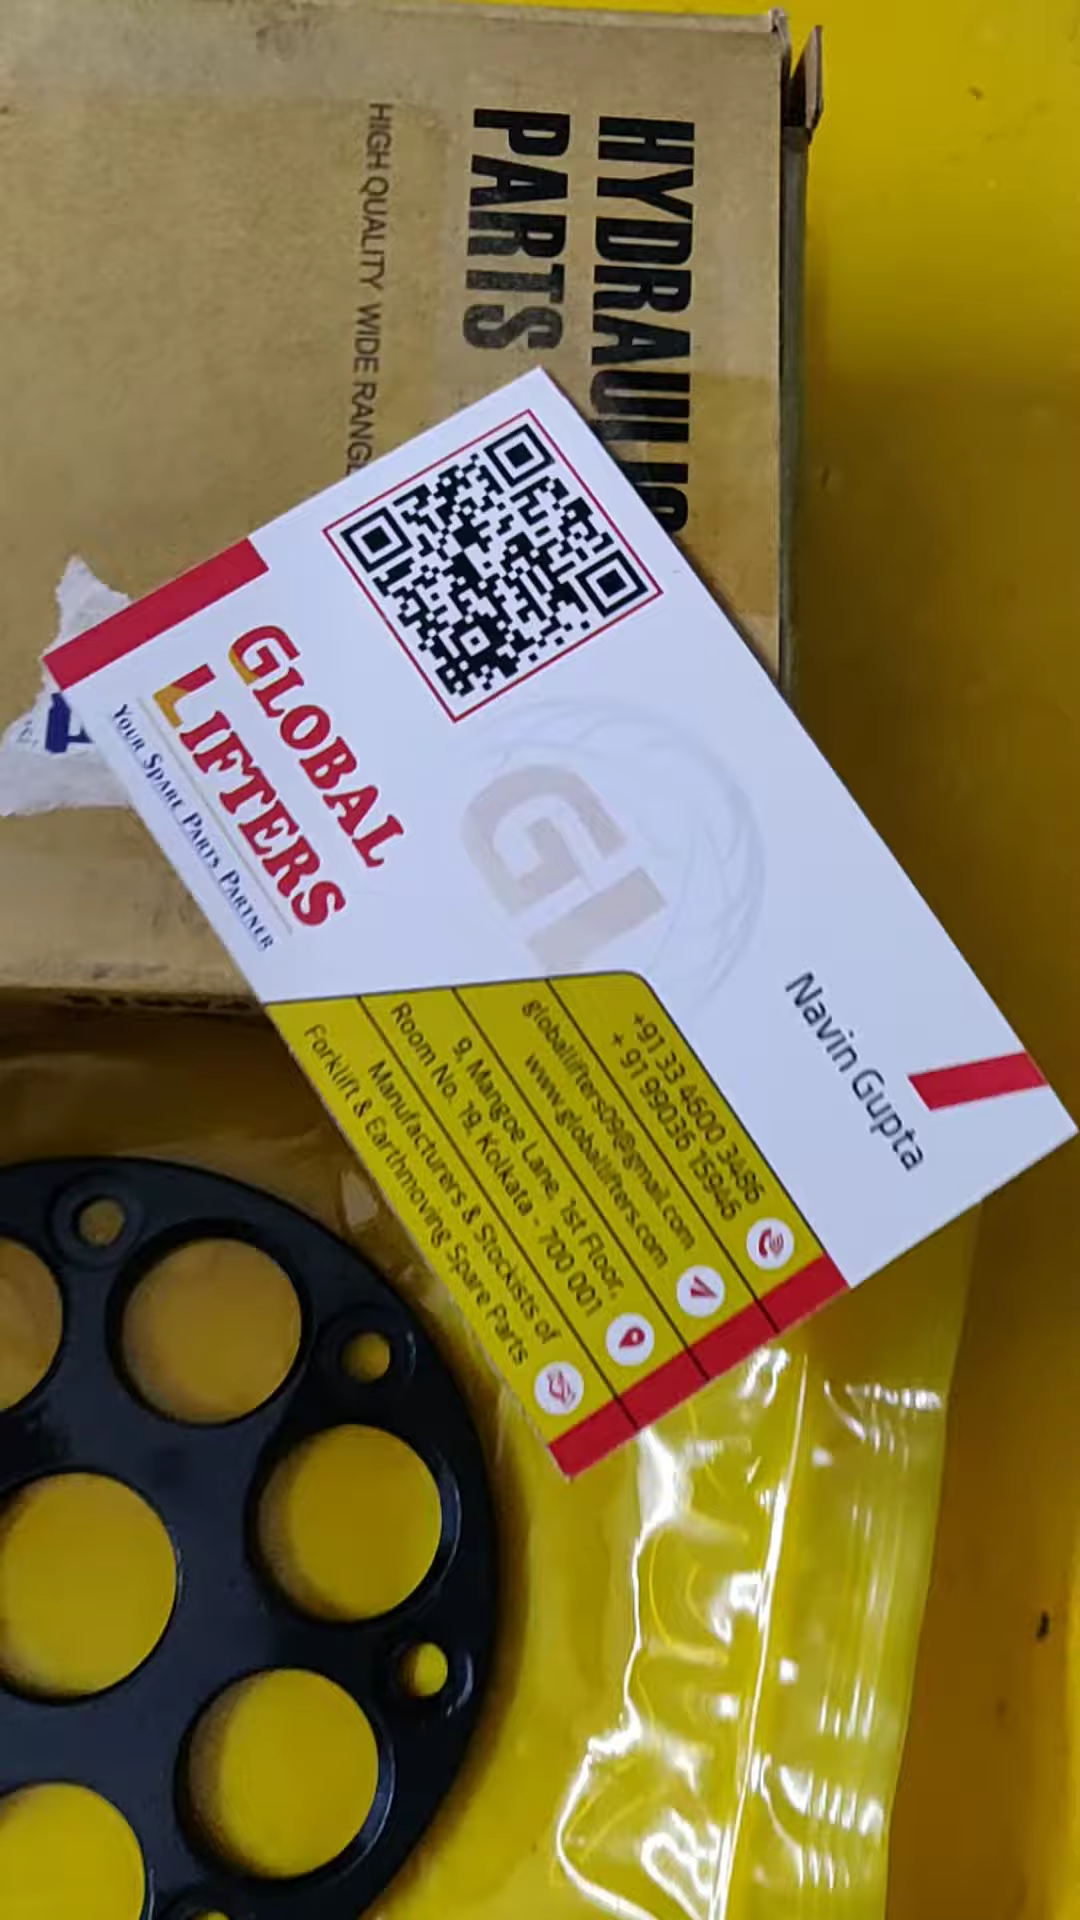 HYDRAULIC
PARTS
HIGH QUALITY WIDE RANGE
GLOBAL
LIFTERS
YOUR SPARE PARTS PARTNER
GL
Navin Gupta
+91 33 4600 3486
+ 91 99036 15946
globallifters09@gmail.com
www.globallifters.com
9, Mangoe Lane, 1st Floor,
Room No. 19, Kolkata - 700 001
Manufacturers & Stockists of
Forklift & Earthmoving Spare Parts